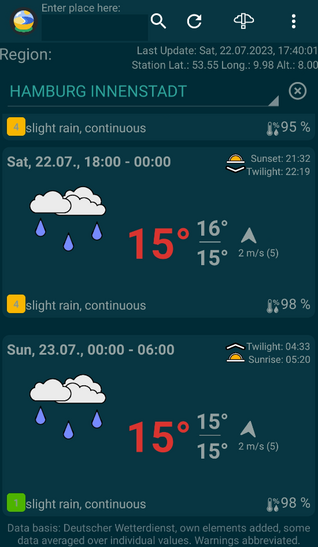 Enter place here:
Region:
Last Update: Sat, 22.07.2023, 17:40:01
Station Lat.: 53.55 Long.: 9.98 Alt.: 8.00
HAMBURG INNENSTADT
4 slight rain, continuous % 95 %
Sat, 22.07., 18:00 - 00:00
Sunset: 21:32
Twilight: 22:19
15° 16°
15°
2 m/s (5)
4 slight rain, continuous % 98 %
Sun, 23.07., 00:00 - 06:00
Twilight: 04:33
Sunrise: 05:20
15° 15°
15°
2 m/s (5)
slight rain, continuous % 98 %
Data basis: Deutscher Wetterdienst, own elements added, some
data averaged over individual values. Warnings abbreviated.